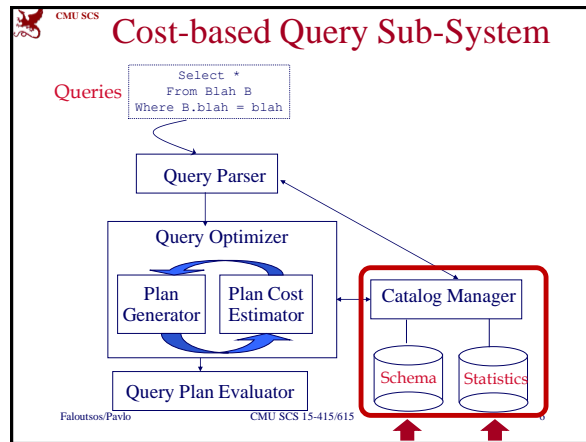 CMU SCS
Cost-based Query Sub-System
Queries
Select *
From Blah B
Where B.blah = blah
Query Parser
Query Optimizer
Plan
Generator
Plan Cost
Estimator
Catalog Manager
Schema
Statistics
Query Plan Evaluator
Faloutsos/Pavlo
CMU SCS 15-415/615
6